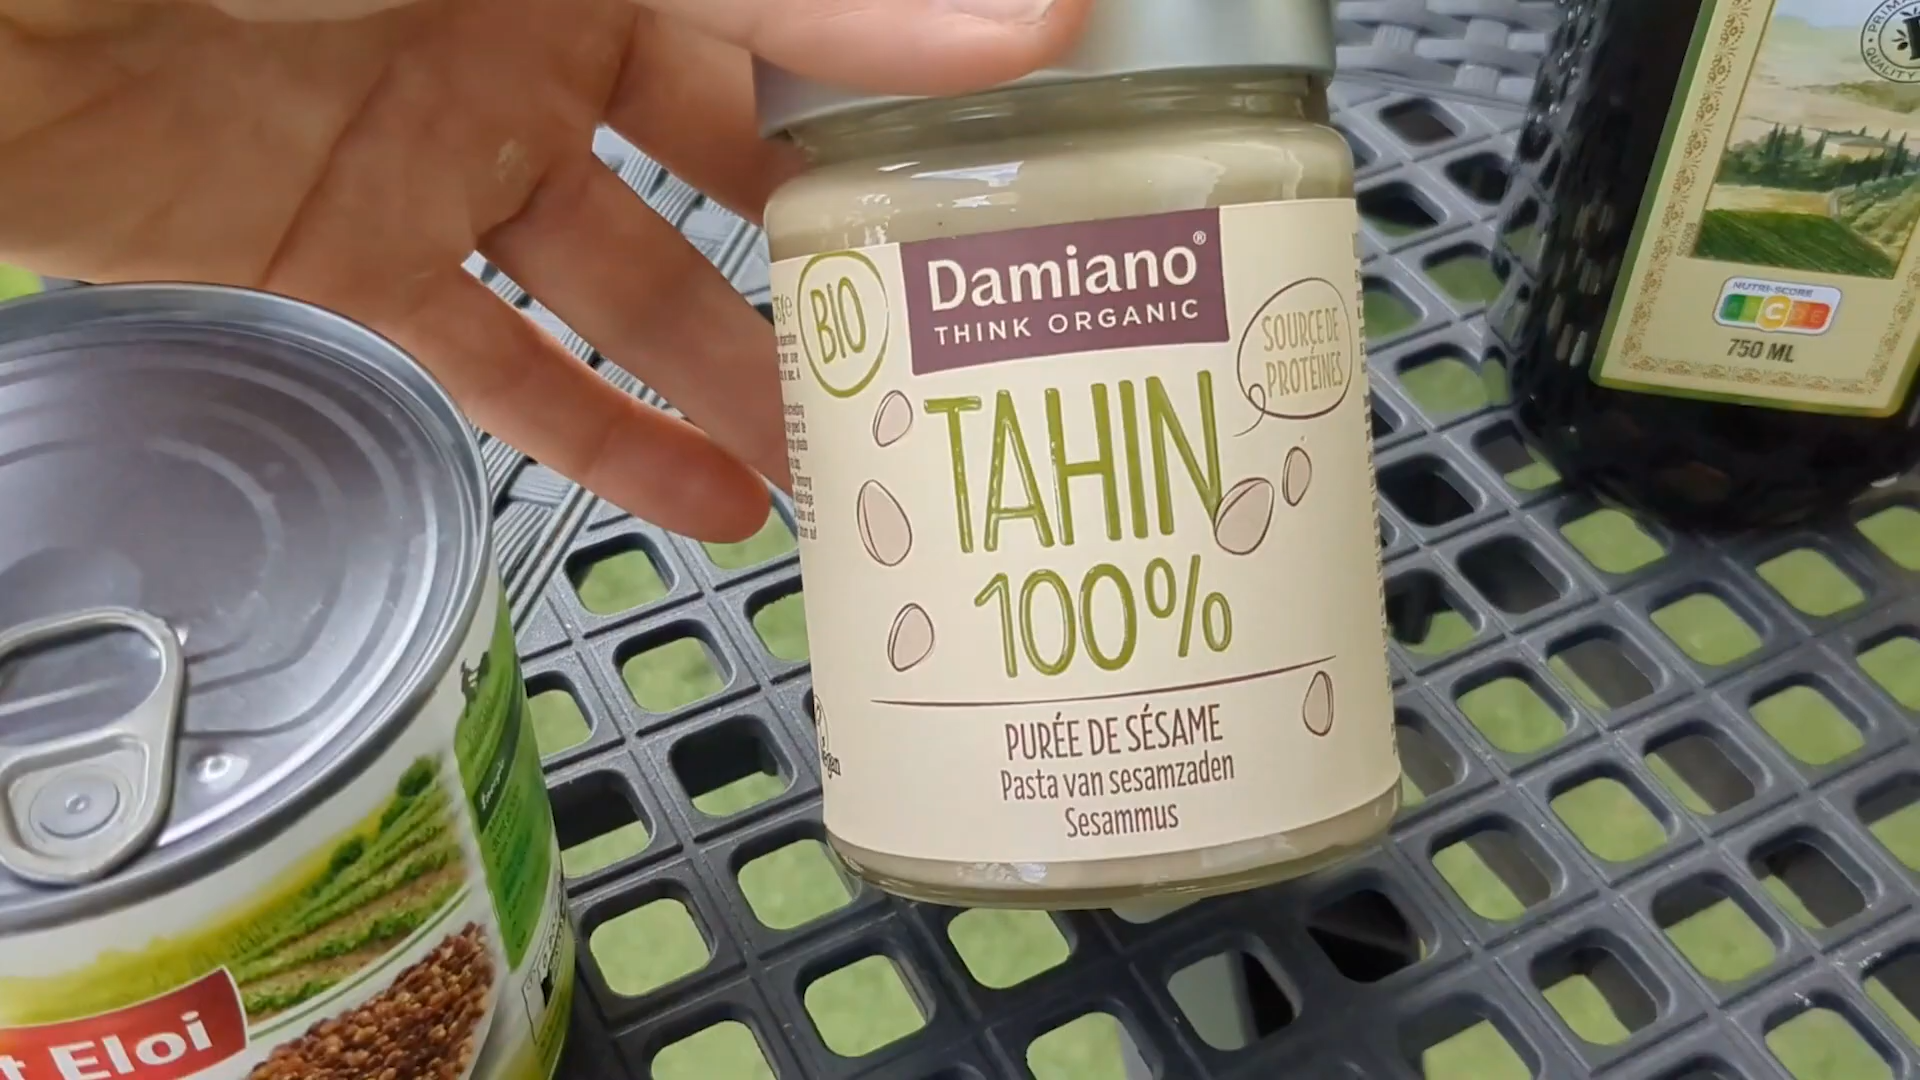 BIO
Damiano®
THINK ORGANIC
SOURCE DE
PROTÉINES
TAHIN
100%
PURÉE DE SÉSAME
Pasta van sesamzaden
Sesammus
t Eloi
NUTRI-SCORE
C D E
750 ML
QUALITY